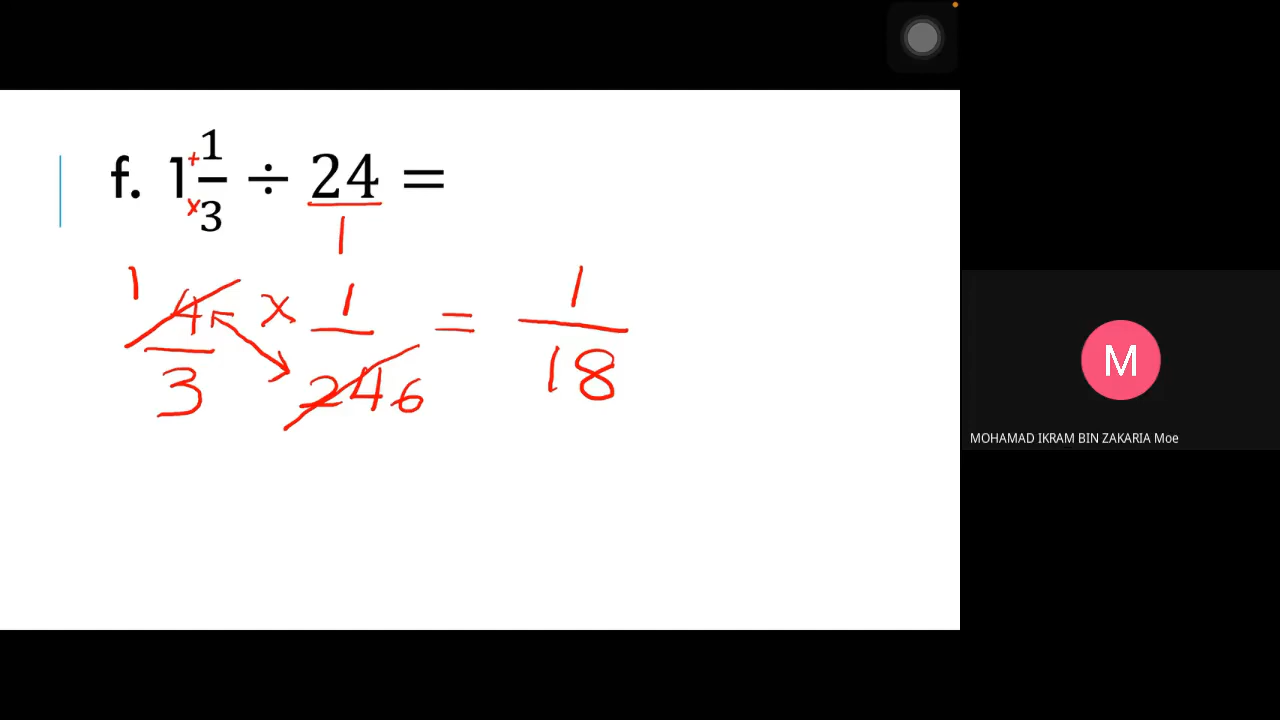 f. 1 1/3 ÷ 24 =
+
x
1
1 4/3 x 1/24 6 = 1/18
M
MOHAMAD IKRAM BIN ZAKARIA Moe